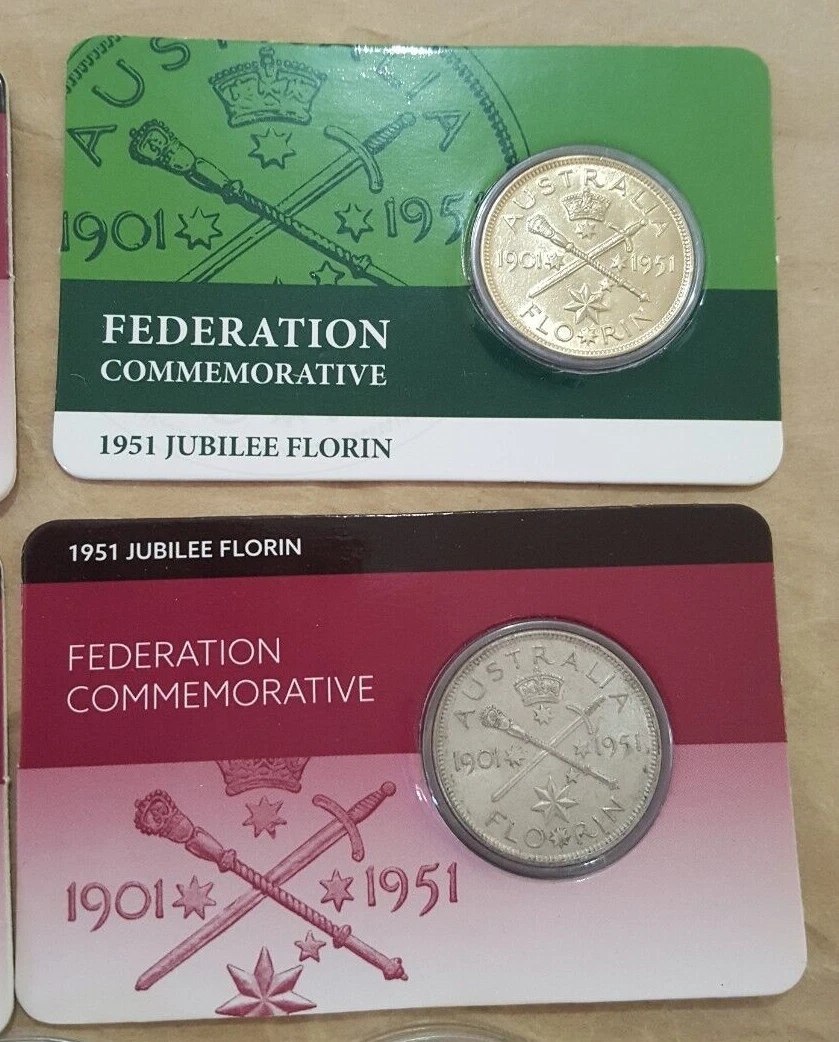 AUSTRALIA
1901 1951
FEDERATION
COMMEMORATIVE
1951 JUBILEE FLORIN
AUSTRALIA
1901 1951
FLORIN
1951 JUBILEE FLORIN
FEDERATION
COMMEMORATIVE
1901 1951
AUSTRALIA
1901 1951
FLORIN